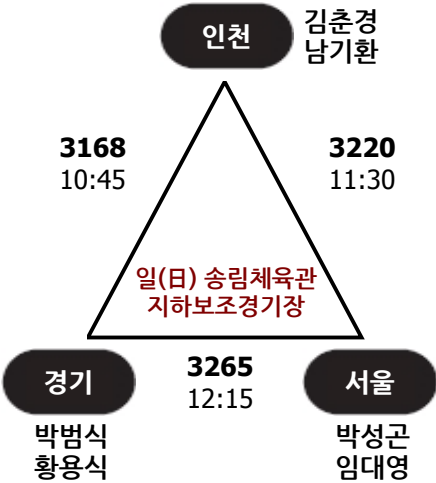 인천
김춘경
남기환
3168
10:45
3220
11:30
일(日) 송림체육관
지하보조경기장
경기
3265
12:15
서울
박범식
황용식
박성곤
임대영